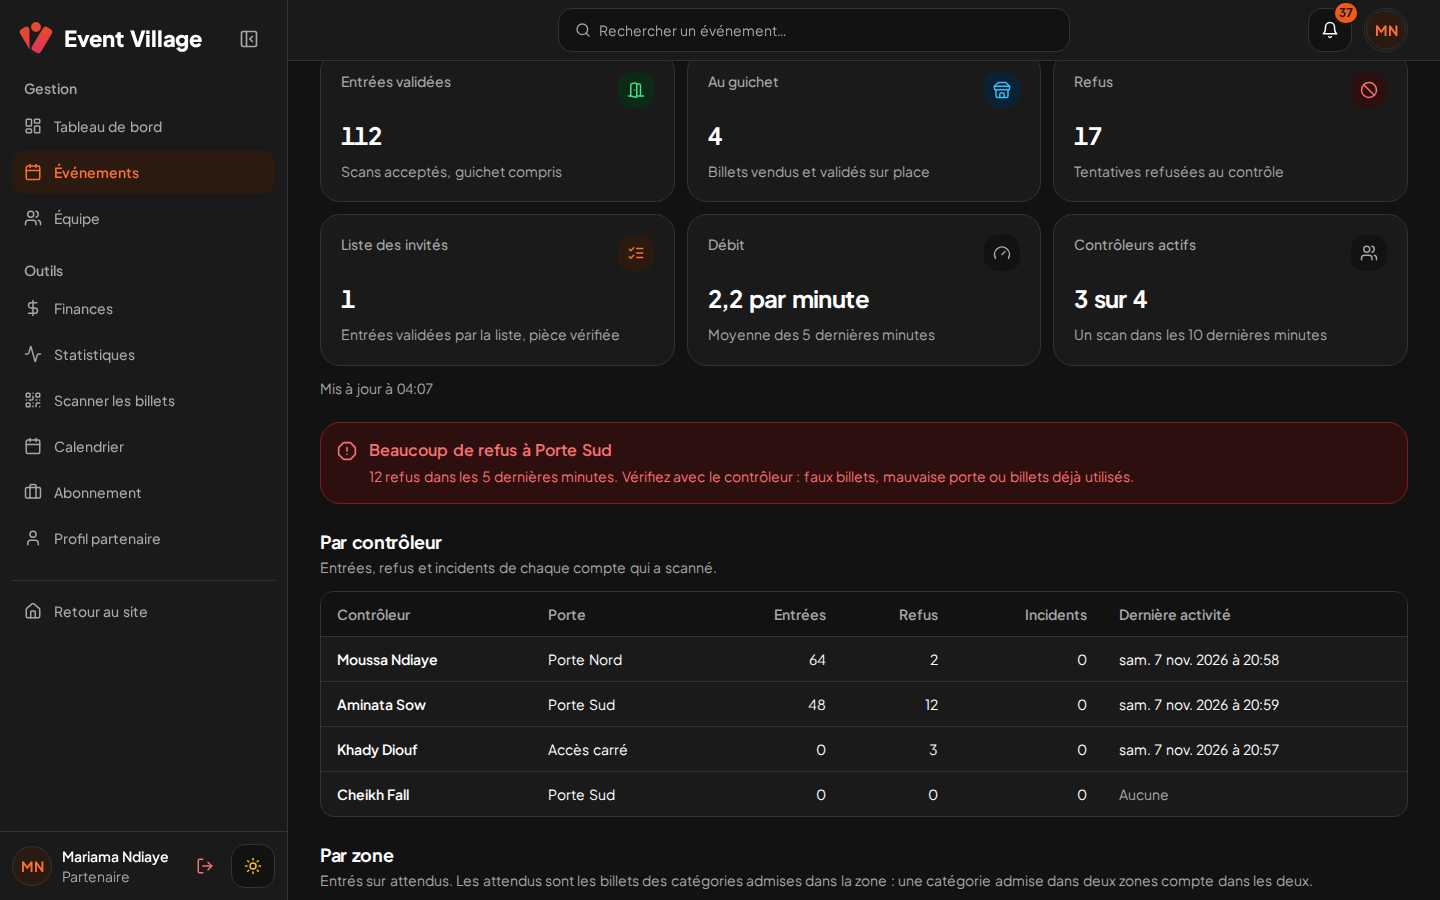 Event Village
Rechercher un événement...
37
MN
Gestion
Tableau de bord
Événements
Équipe
Outils
Finances
Statistiques
Scanner les billets
Calendrier
Abonnement
Profil partenaire
Retour au site
MN
Mariama Ndiaye
Partenaire
Entrées validées
112
Scans acceptés, guichet compris
Au guichet
4
Billets vendus et validés sur place
Refus
17
Tentatives refusées au contrôle
Liste des invités
1
Entrées validées par la liste, pièce vérifiée
Débit
2,2 par minute
Moyenne des 5 dernières minutes
Contrôleurs actifs
3 sur 4
Un scan dans les 10 dernières minutes
Mis à jour à 04:07
Beaucoup de refus à Porte Sud
12 refus dans les 5 dernières minutes. Vérifiez avec le contrôleur : faux billets, mauvaise porte ou billets déjà utilisés.
Par contrôleur
Entrées, refus et incidents de chaque compte qui a scanné.
Contrôleur Porte Entrées Refus Incidents Dernière activité
Moussa Ndiaye Porte Nord 64 2 0 sam. 7 nov. 2026 à 20:58
Aminata Sow Porte Sud 48 12 0 sam. 7 nov. 2026 à 20:59
Khady Diouf Accès carré 0 3 0 sam. 7 nov. 2026 à 20:57
Cheikh Fall Porte Sud 0 0 0 Aucune
Par zone
Entrés sur attendus. Les attendus sont les billets des catégories admises dans la zone : une catégorie admise dans deux zones compte dans les deux.